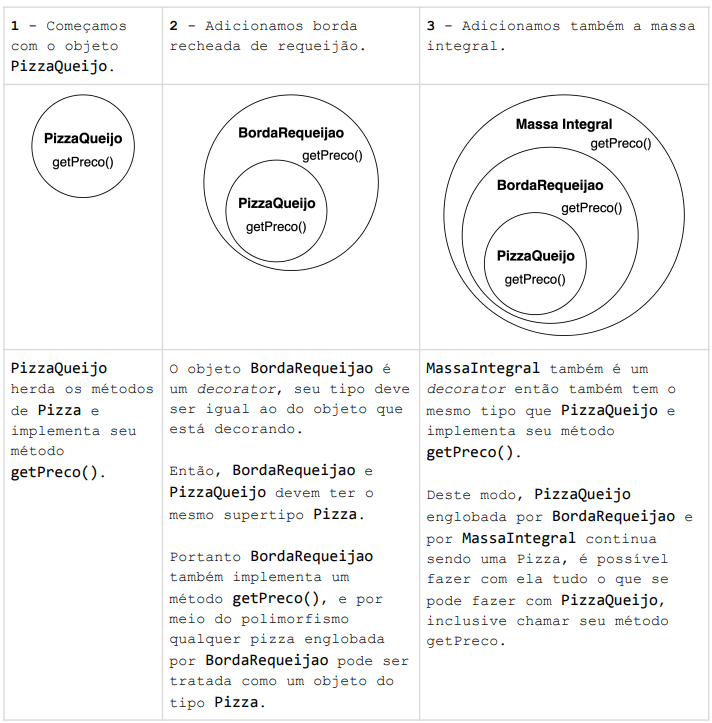 1 – Começamos
com o objeto
PizzaQueijo.
2 – Adicionamos borda
recheada de requeijão.
3 – Adicionamos também a massa
integral.
PizzaQueijo
getPreco()
BordaRequeijao
getPreco()
PizzaQueijo
getPreco()
Massa Integral
getPreco()
BordaRequeijao
getPreco()
PizzaQueijo
getPreco()
PizzaQueijo
herda os métodos
de Pizza e
implementa seu
método
getPreco().
O objeto BordaRequeijao é
um decorator, seu tipo deve
ser igual ao do objeto que
está decorando.
Então, BordaRequeijao e
PizzaQueijo devem ter o
mesmo supertipo Pizza.
Portanto BordaRequeijao
também implementa um
método getPreco(), e por
meio do polimorfismo
qualquer pizza englobada
por BordaRequeijao pode ser
tratada como um objeto do
tipo Pizza.
MassaIntegral também é um
decorator então também tem o
mesmo tipo que PizzaQueijo e
implementa seu método
getPreco().
Deste modo, PizzaQueijo
englobada por BordaRequeijao e
por MassaIntegral continua
sendo uma Pizza, é possível
fazer com ela tudo o que se
pode fazer com PizzaQueijo,
inclusive chamar seu método
getPreco.